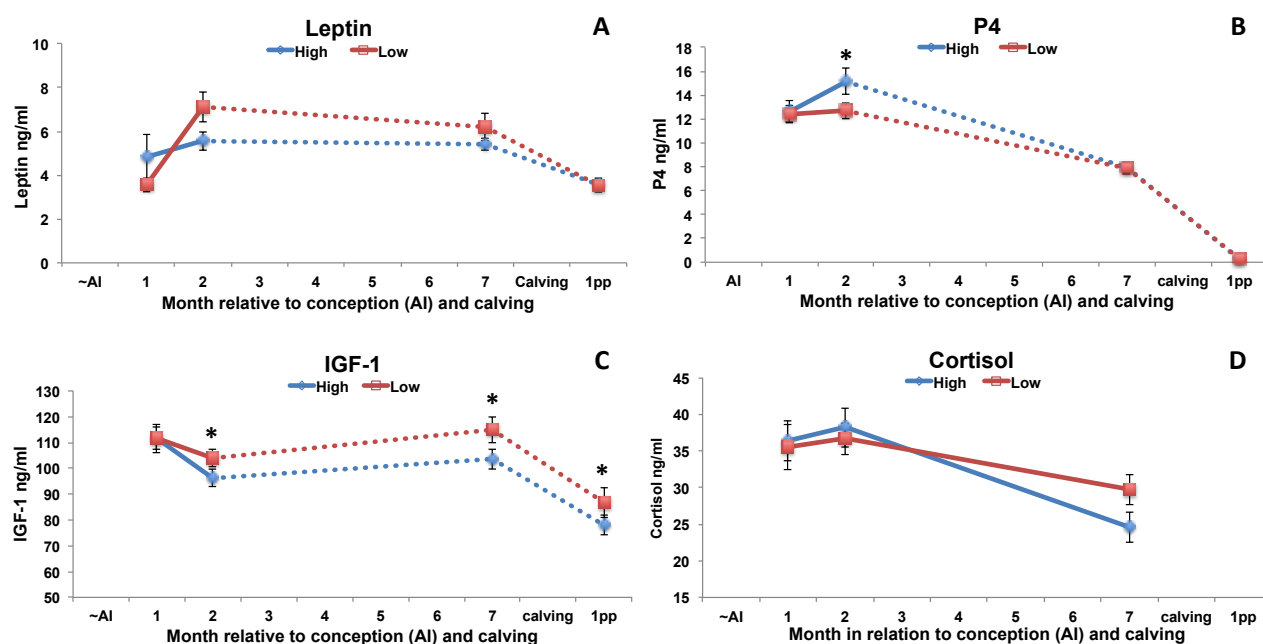 Leptin
A
High Low
10
8
6
4
2
0
Leptin ng/ml
~AI 1 2 3 4 5 6 7 Calving 1pp
Month relative to conception (AI) and calving
P4
B
High Low
*
18
16
14
12
10
8
6
4
2
0
P4 ng/ml
AI 1 2 3 4 5 6 7 calving 1pp
Month relative to conception (AI) and calving
IGF-1
C
High Low
* * *
130
120
110
100
90
80
70
60
50
IGF-1 ng/ml
~AI 1 2 3 4 5 6 7 calving 1pp
Month relative to conception (AI) and calving
Cortisol
D
High Low
45
40
35
30
25
20
15
Cortisol ng/ml
~AI 1 2 3 4 5 6 7 calving 1pp
Month in relation to conception (AI) and calving